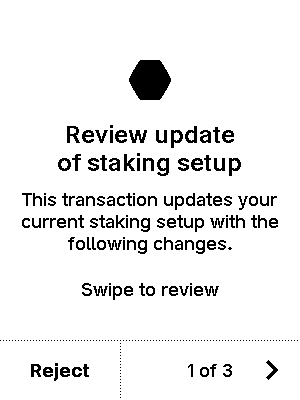 Review update
of staking setup
This transaction updates your
current staking setup with the
following changes.
Swipe to review
Reject
1 of 3